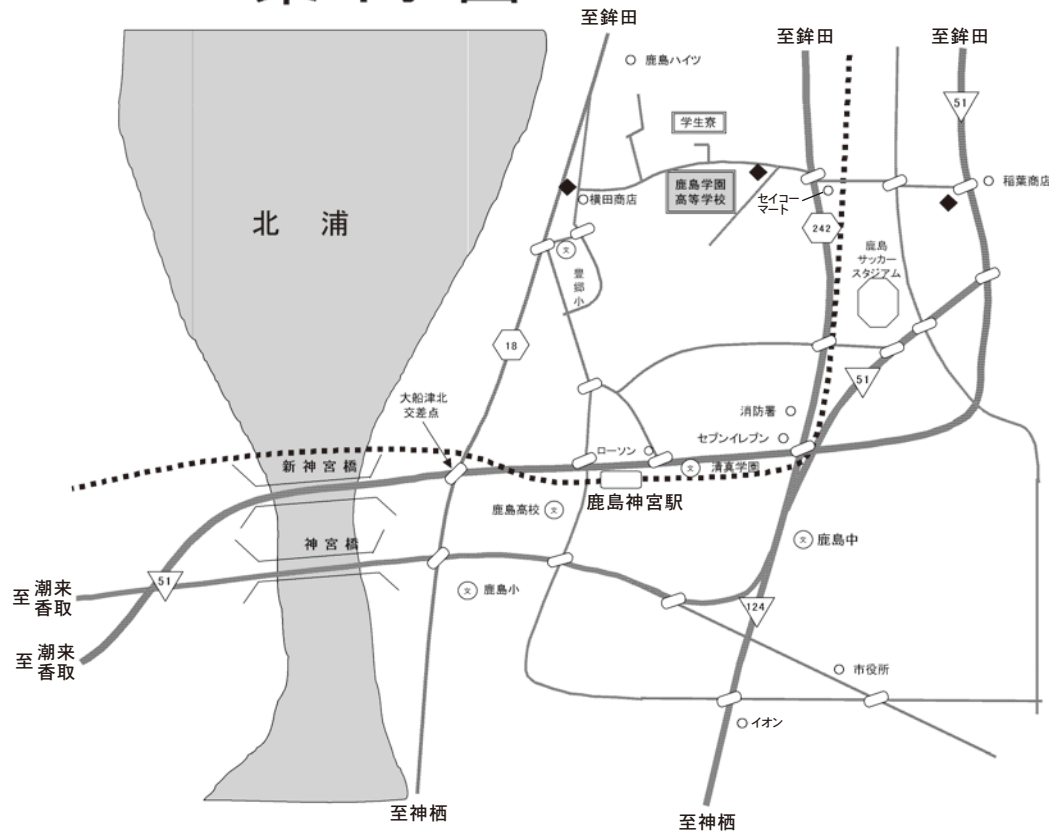 至鉾田
至鉾田
至鉾田
鹿島ハイツ
51
学生寮
鹿島学園
高等学校
稲葉商店
横田商店
セイコー
マート
北浦
242
文
鹿島
サッカー
スタジアム
豊
郷
小
18
51
大船津北
交差点
消防署
セブンイレブン
ローソン
新神宮橋
文
清真学園
鹿島神宮駅
鹿島高校
文
神宮橋
文
鹿島中
51
至
潮来
香取
文
鹿島小
124
至
潮来
香取
市役所
イオン
至神栖
至神栖